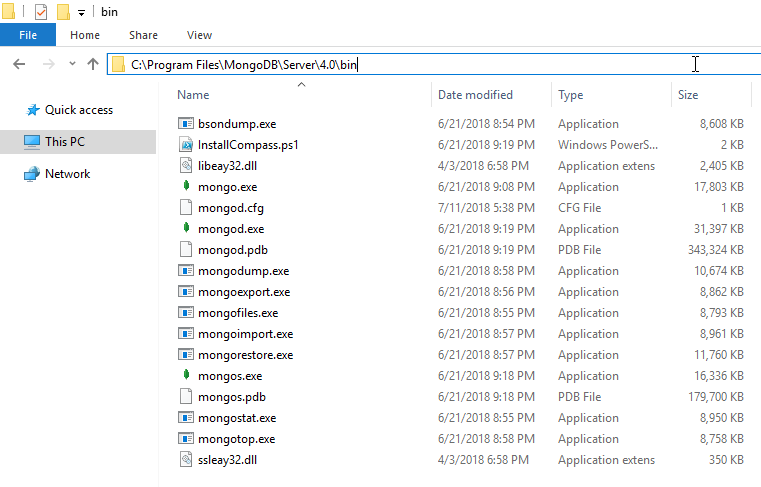 bin
File Home Share View
C:\Program Files\MongoDB\Server\4.0\bin
Name Date modified Type Size
Quick access
This PC
Network
bsondump.exe 6/21/2018 8:54 PM Application 8,608 KB
InstallCompass.ps1 6/21/2018 9:19 PM Windows PowerS... 2 KB
libeay32.dll 4/3/2018 6:58 PM Application extens 2,405 KB
mongo.exe 6/21/2018 9:08 PM Application 17,803 KB
mongod.cfg 7/11/2018 5:38 PM CFG File 1 KB
mongod.exe 6/21/2018 9:19 PM Application 31,397 KB
mongod.pdb 6/21/2018 9:19 PM PDB File 343,324 KB
mongodump.exe 6/21/2018 8:58 PM Application 10,674 KB
mongoexport.exe 6/21/2018 8:56 PM Application 8,862 KB
mongofiles.exe 6/21/2018 8:55 PM Application 8,793 KB
mongoimport.exe 6/21/2018 8:57 PM Application 8,961 KB
mongorestore.exe 6/21/2018 8:57 PM Application 11,760 KB
mongos.exe 6/21/2018 9:18 PM Application 16,336 KB
mongos.pdb 6/21/2018 9:18 PM PDB File 179,700 KB
mongostat.exe 6/21/2018 8:55 PM Application 8,950 KB
mongotop.exe 6/21/2018 8:58 PM Application 8,758 KB
ssleay32.dll 4/3/2018 6:58 PM Application extens 350 KB